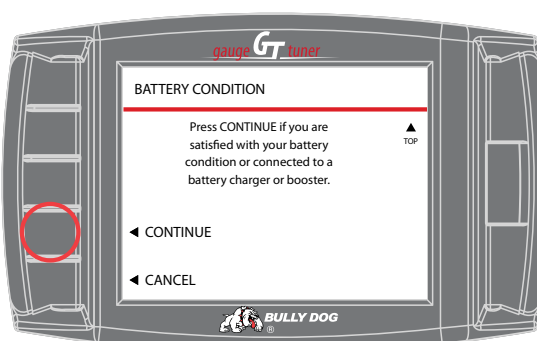 gauge GT tuner
BATTERY CONDITION
Press CONTINUE if you are
satisfied with your battery
condition or connected to a
battery charger or booster.
TOP
CONTINUE
CANCEL
BULLY DOG
®